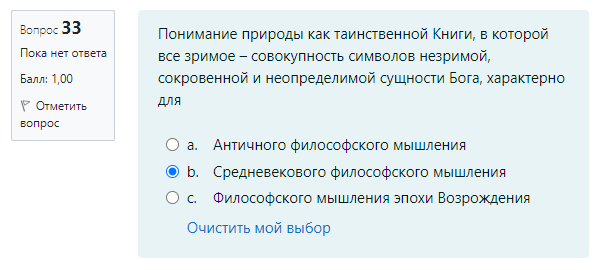 Вопрос 33
Пока нет ответа
Балл: 1,00
Отметить
вопрос
Понимание природы как таинственной Книги, в которой
все зримое – совокупность символов незримой,
сокровенной и неопределимой сущности Бога, характерно
для
a. Античного философского мышления
b. Средневекового философского мышления
c. Философского мышления эпохи Возрождения
Очистить мой выбор